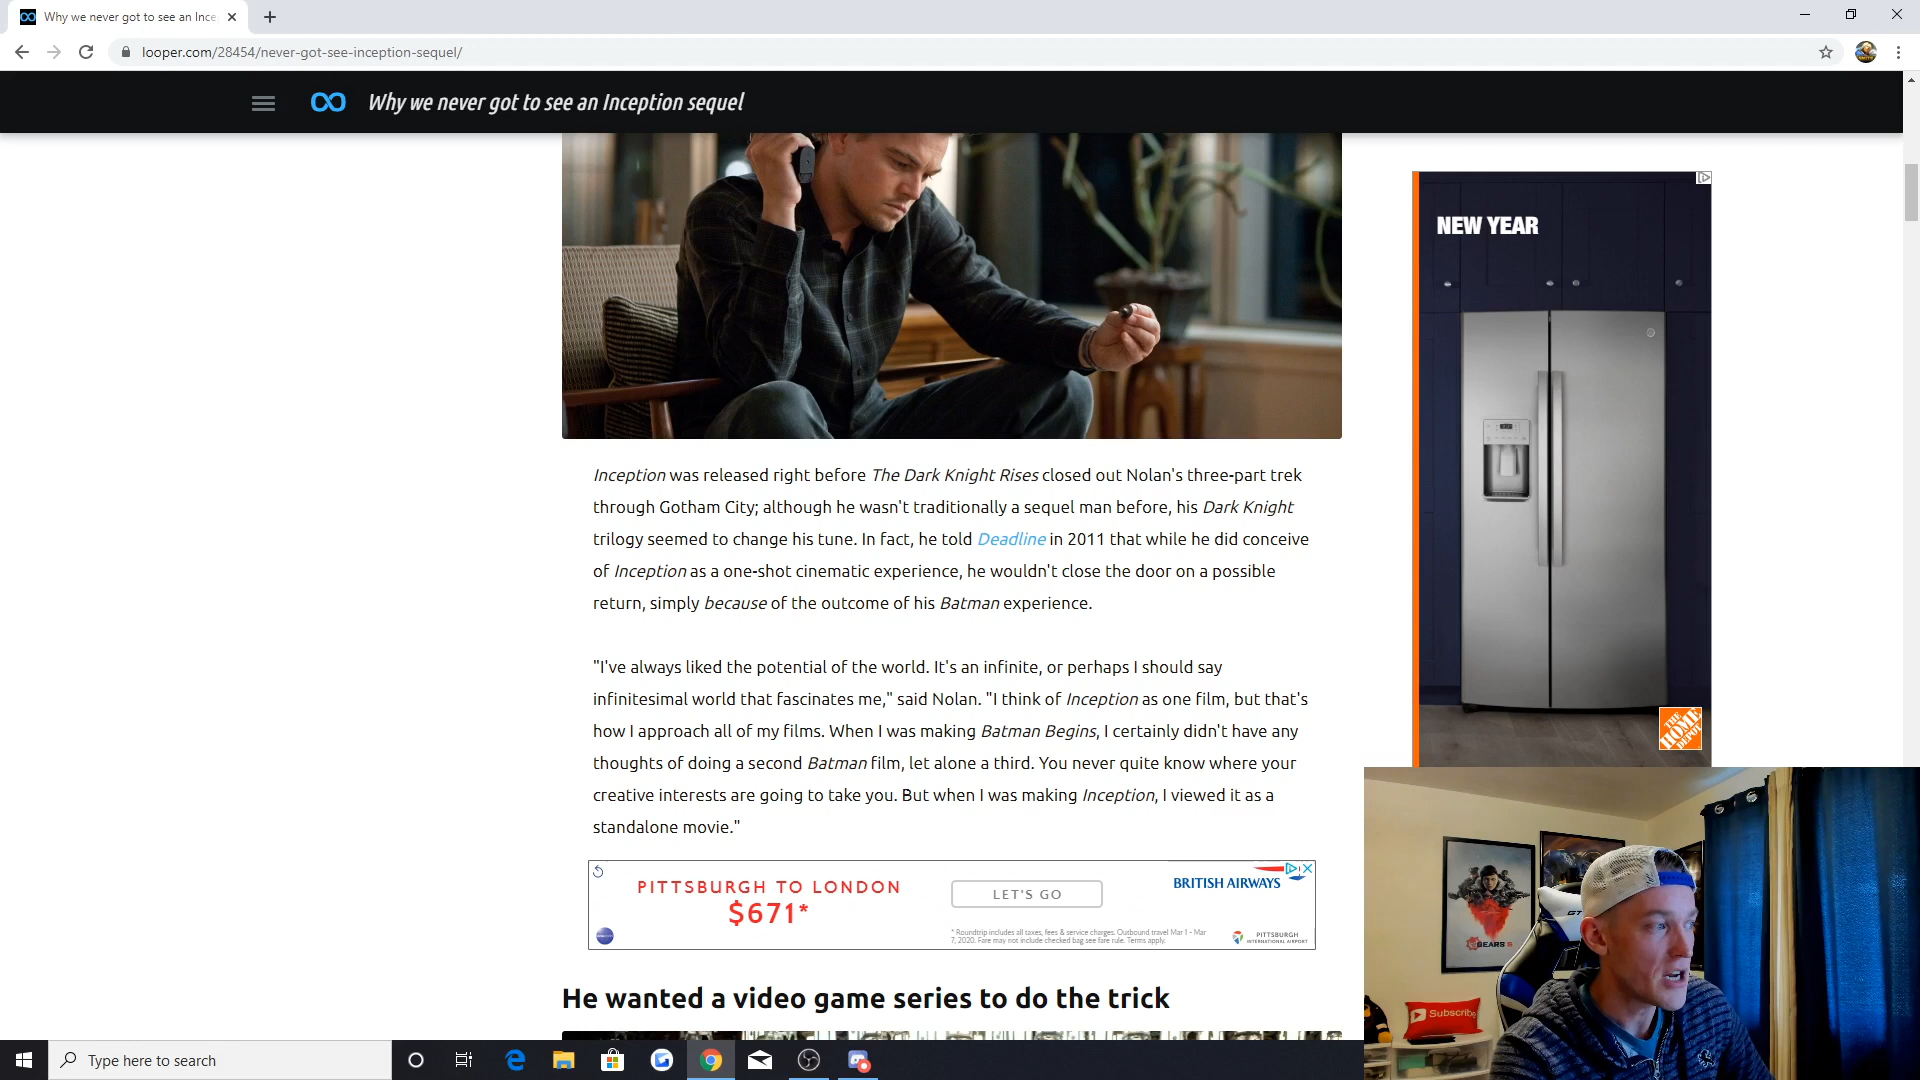 Why we never got to see an Ince
looper.com/28454/never-got-see-inception-sequel/
Why we never got to see an Inception sequel
NEW YEAR
THE HOME DEPOT
Inception was released right before The Dark Knight Rises closed out Nolan's three-part trek
through Gotham City; although he wasn't traditionally a sequel man before, his Dark Knight
trilogy seemed to change his tune. In fact, he told Deadline in 2011 that while he did conceive
of Inception as a one-shot cinematic experience, he wouldn't close the door on a possible
return, simply because of the outcome of his Batman experience.
"I've always liked the potential of the world. It's an infinite, or perhaps I should say
infinitesimal world that fascinates me," said Nolan. "I think of Inception as one film, but that's
how I approach all of my films. When I was making Batman Begins, I certainly didn't have any
thoughts of doing a second Batman film, let alone a third. You never quite know where your
creative interests are going to take you. But when I was making Inception, I viewed it as a
standalone movie."
PITTSBURGH TO LONDON
$671*
LET'S GO
BRITISH AIRWAYS
* Roundtrip includes all taxes, fees & service charges. Outbound travel Mar 1 - Mar
7, 2020. Fare may not include checked bag see fare rule. Terms apply.
PITTSBURGH
INTERNATIONAL AIRPORT
He wanted a video game series to do the trick
GEARS 5
GT
Subscribe
Type here to search